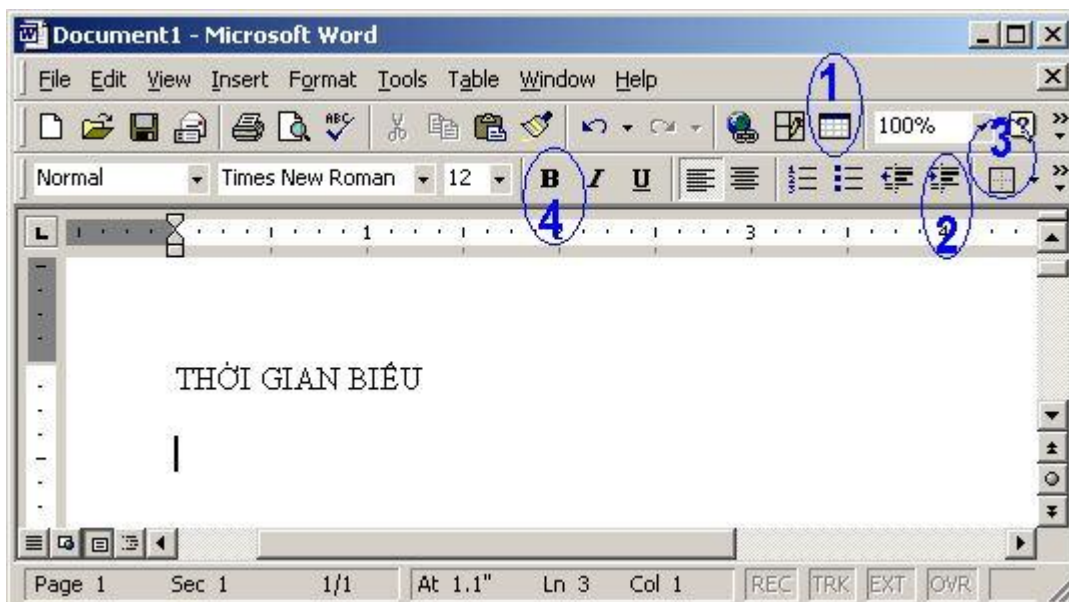 Document1 - Microsoft Word
File Edit View Insert Format Tools Table Window Help
1
ABC 100%
3
Normal Times New Roman 12 B I U
4 2
L 1 3
THỜI GIAN BIỂU
Page 1 Sec 1 1/1 At 1.1" Ln 3 Col 1 REC TRK EXT OVR